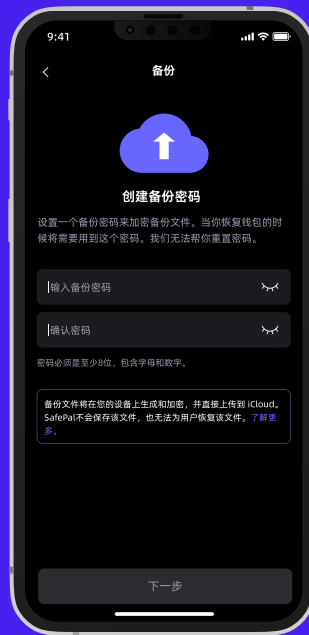 9:41
备份
创建备份密码
设置一个备份密码来加密备份文件。当你恢复钱包的时
候将需要用到这个密码。我们无法帮你重置密码。
输入备份密码
确认密码
密码必须是至少8位，包含字母和数字。
备份文件将在您的设备上生成和加密，并直接上传到 iCloud。
SafePal不会保存该文件，也无法为用户恢复该文件。了解更
多。
下一步